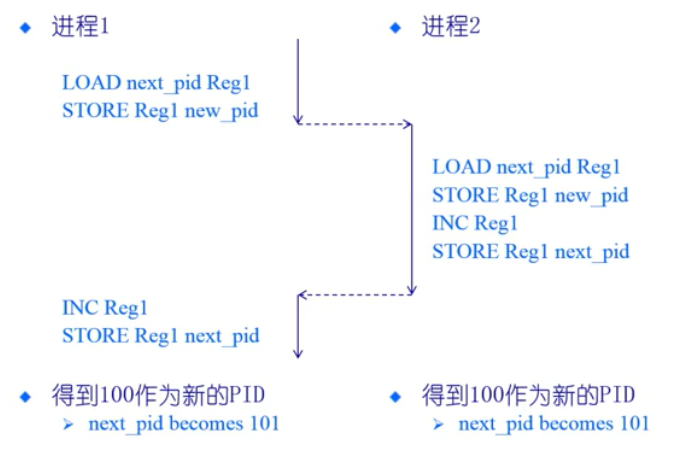 进程1
进程2
LOAD next_pid Reg1
STORE Reg1 new_pid
LOAD next_pid Reg1
STORE Reg1 new_pid
INC Reg1
STORE Reg1 next_pid
INC Reg1
STORE Reg1 next_pid
得到100作为新的PID
next_pid becomes 101
得到100作为新的PID
next_pid becomes 101